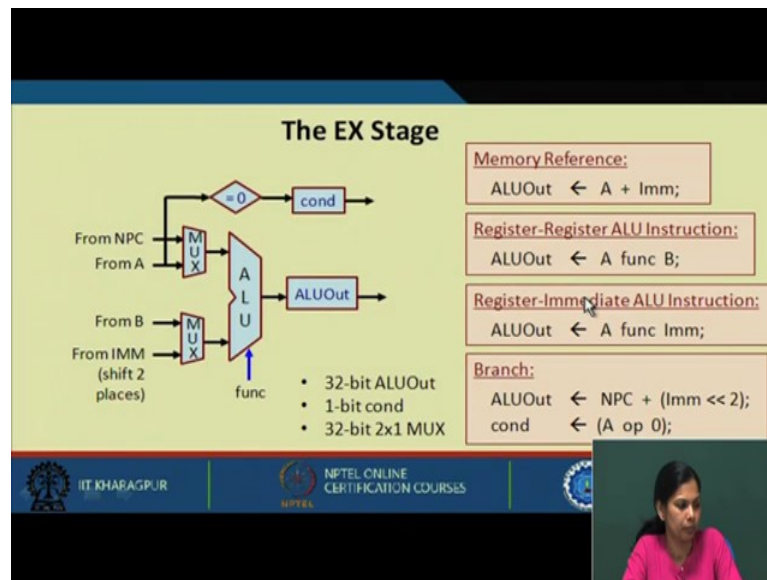 The EX Stage
= 0
cond
From NPC
From A
MUX
ALU
ALUOut
From B
From IMM
(shift 2
places)
MUX
func
• 32-bit ALUOut
• 1-bit cond
• 32-bit 2x1 MUX
Memory Reference:
ALUOut ← A + Imm;
Register-Register ALU Instruction:
ALUOut ← A func B;
Register-Immediate ALU Instruction:
ALUOut ← A func Imm;
Branch:
ALUOut ← NPC + (Imm << 2);
cond ← (A op 0);
IIT KHARAGPUR
NPTEL
NPTEL ONLINE
CERTIFICATION COURSES